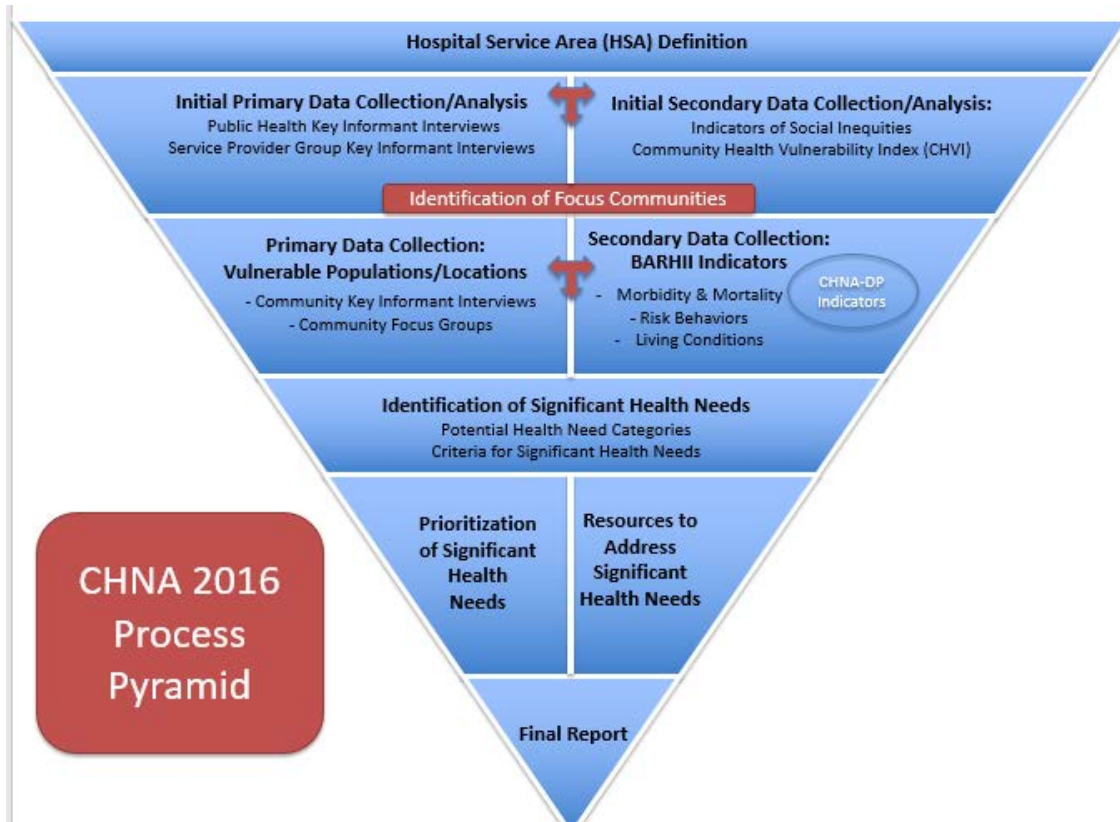 Hospital Service Area (HSA) Definition
Initial Primary Data Collection/Analysis
Public Health Key Informant Interviews
Service Provider Group Key Informant Interviews
Initial Secondary Data Collection/Analysis:
Indicators of Social Inequities
Community Health Vulnerability Index (CHVI)
Identification of Focus Communities
Primary Data Collection:
Vulnerable Populations/Locations
- Community Key Informant Interviews
- Community Focus Groups
Secondary Data Collection:
BARHII Indicators
- Morbidity & Mortality
- Risk Behaviors
- Living Conditions
CHNA-DP
Indicators
Identification of Significant Health Needs
Potential Health Need Categories
Criteria for Significant Health Needs
Prioritization
of Significant
Health
Needs
Resources to
Address
Significant
Health Needs
Final Report
CHNA 2016
Process
Pyramid